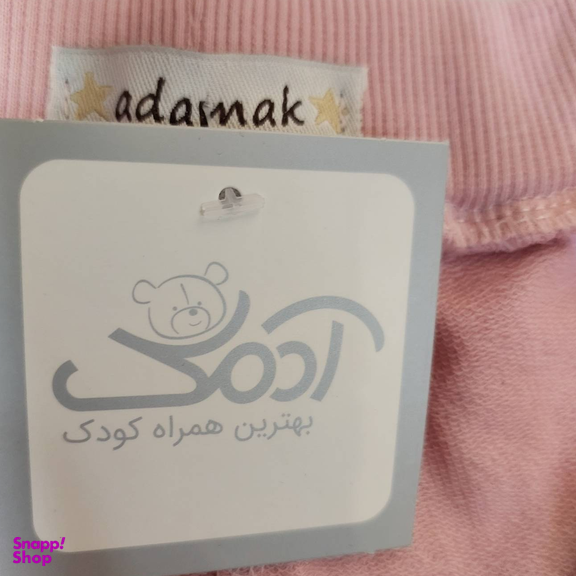 adamak
آدمک
بهترین همراه کودک
Snapp!
Shop